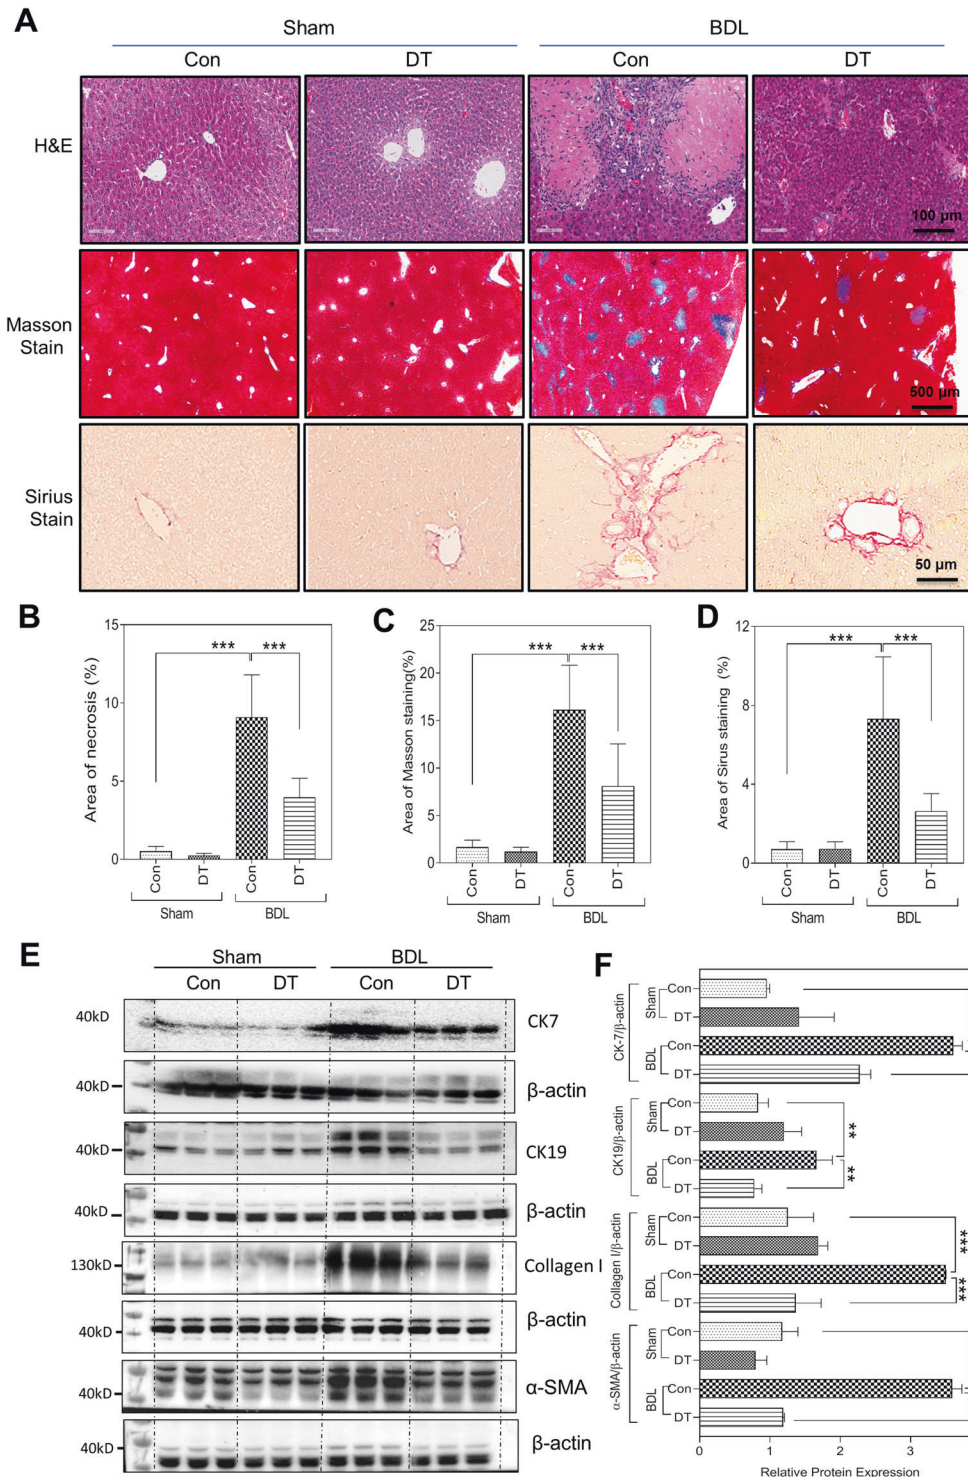 A
Sham BDL
Con DT Con DT
H&E
100 µm
Masson
Stain
500 µm
Sirius
Stain
50 µm
B
Area of necrosis (%)
15
10
5
0
*** ***
Con DT Con DT
Sham BDL
C
Area of Masson staining(%)
25
20
15
10
5
0
*** ***
Con DT Con DT
Sham BDL
D
Area of Sirus staining (%)
12
8
4
0
*** ***
Con DT Con DT
Sham BDL
E
Sham BDL
Con DT Con DT
40kD CK7
40kD β-actin
40kD CK19
40kD β-actin
130kD Collagen I
40kD β-actin
40kD α-SMA
40kD β-actin
F
CK-7/β-actin
Sham Con
DT
BDL Con
DT
CK19/β-actin
Sham Con
DT
BDL Con
DT
** **
Collagen I/β-actin
Sham Con
DT
BDL Con
DT
*** ***
α-SMA/β-actin
Sham Con
DT
BDL Con
DT
0 1 2 3
Relative Protein Expression